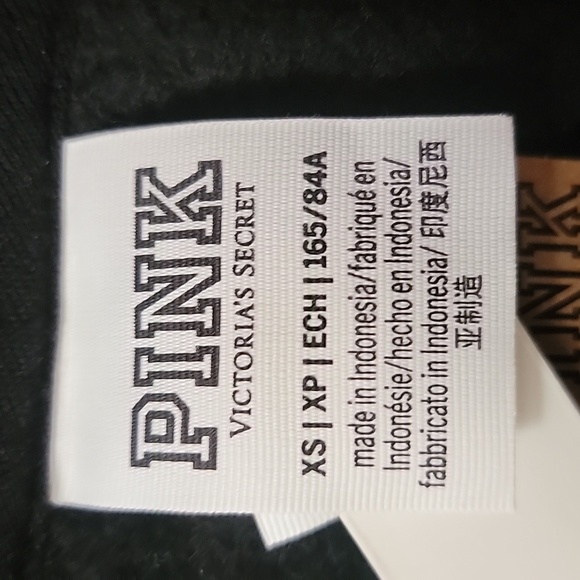 PINK
VICTORIA'S SECRET
XS | XP | ECH | 165/84A
made in Indonesia/fabriqué en
Indonésie/hecho en Indonesia/
fabbricato in Indonesia/ 印度尼西
亚制造
INK